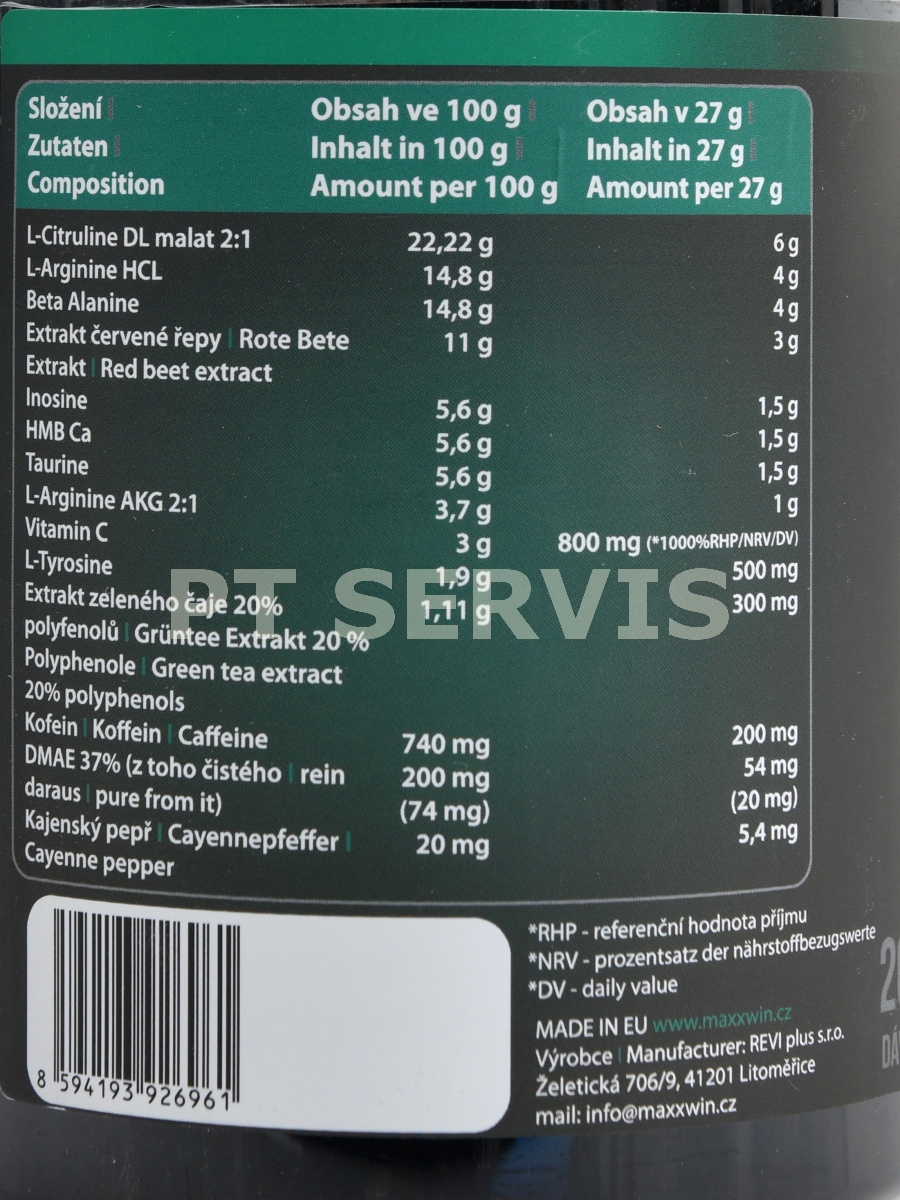 Složení | Obsah ve 100 g | Obsah v 27 g |
Zutaten | Inhalt in 100 g | Inhalt in 27 g |
Composition Amount per 100 g Amount per 27 g
L-Citruline DL malat 2:1 22,22 g 6 g
L-Arginine HCL 14,8 g 4 g
Beta Alanine 14,8 g 4 g
Extrakt červené řepy | Rote Bete 11 g 3 g
Extrakt | Red beet extract
Inosine 5,6 g 1,5 g
HMB Ca 5,6 g 1,5 g
Taurine 5,6 g 1,5 g
L-Arginine AKG 2:1 3,7 g 1 g
Vitamin C 3 g 800 mg (*1000%RHP/NRV/DV)
L-Tyrosine 1,9 g 500 mg
Extrakt zeleného čaje 20% 1,11 g 300 mg
PT SERVIS
polyfenolů | Grüntee Extrakt 20 %
Polyphenole | Green tea extract
20% polyphenols
Kofein | Koffein | Caffeine 740 mg 200 mg
DMAE 37% (z toho čistého | rein 200 mg 54 mg
daraus | pure from it) (74 mg) (20 mg)
Kajenský pepř | Cayennepfeffer | 20 mg 5,4 mg
Cayenne pepper
*RHP - referenční hodnota příjmu
*NRV - prozentsatz der nährstoffbezugswerte
*DV - daily value
MADE IN EU www.maxxwin.cz
Výrobce | Manufacturer: REVI plus s.r.o.
Želetická 706/9, 41201 Litoměřice
mail: info@maxxwin.cz
8 594193 926961